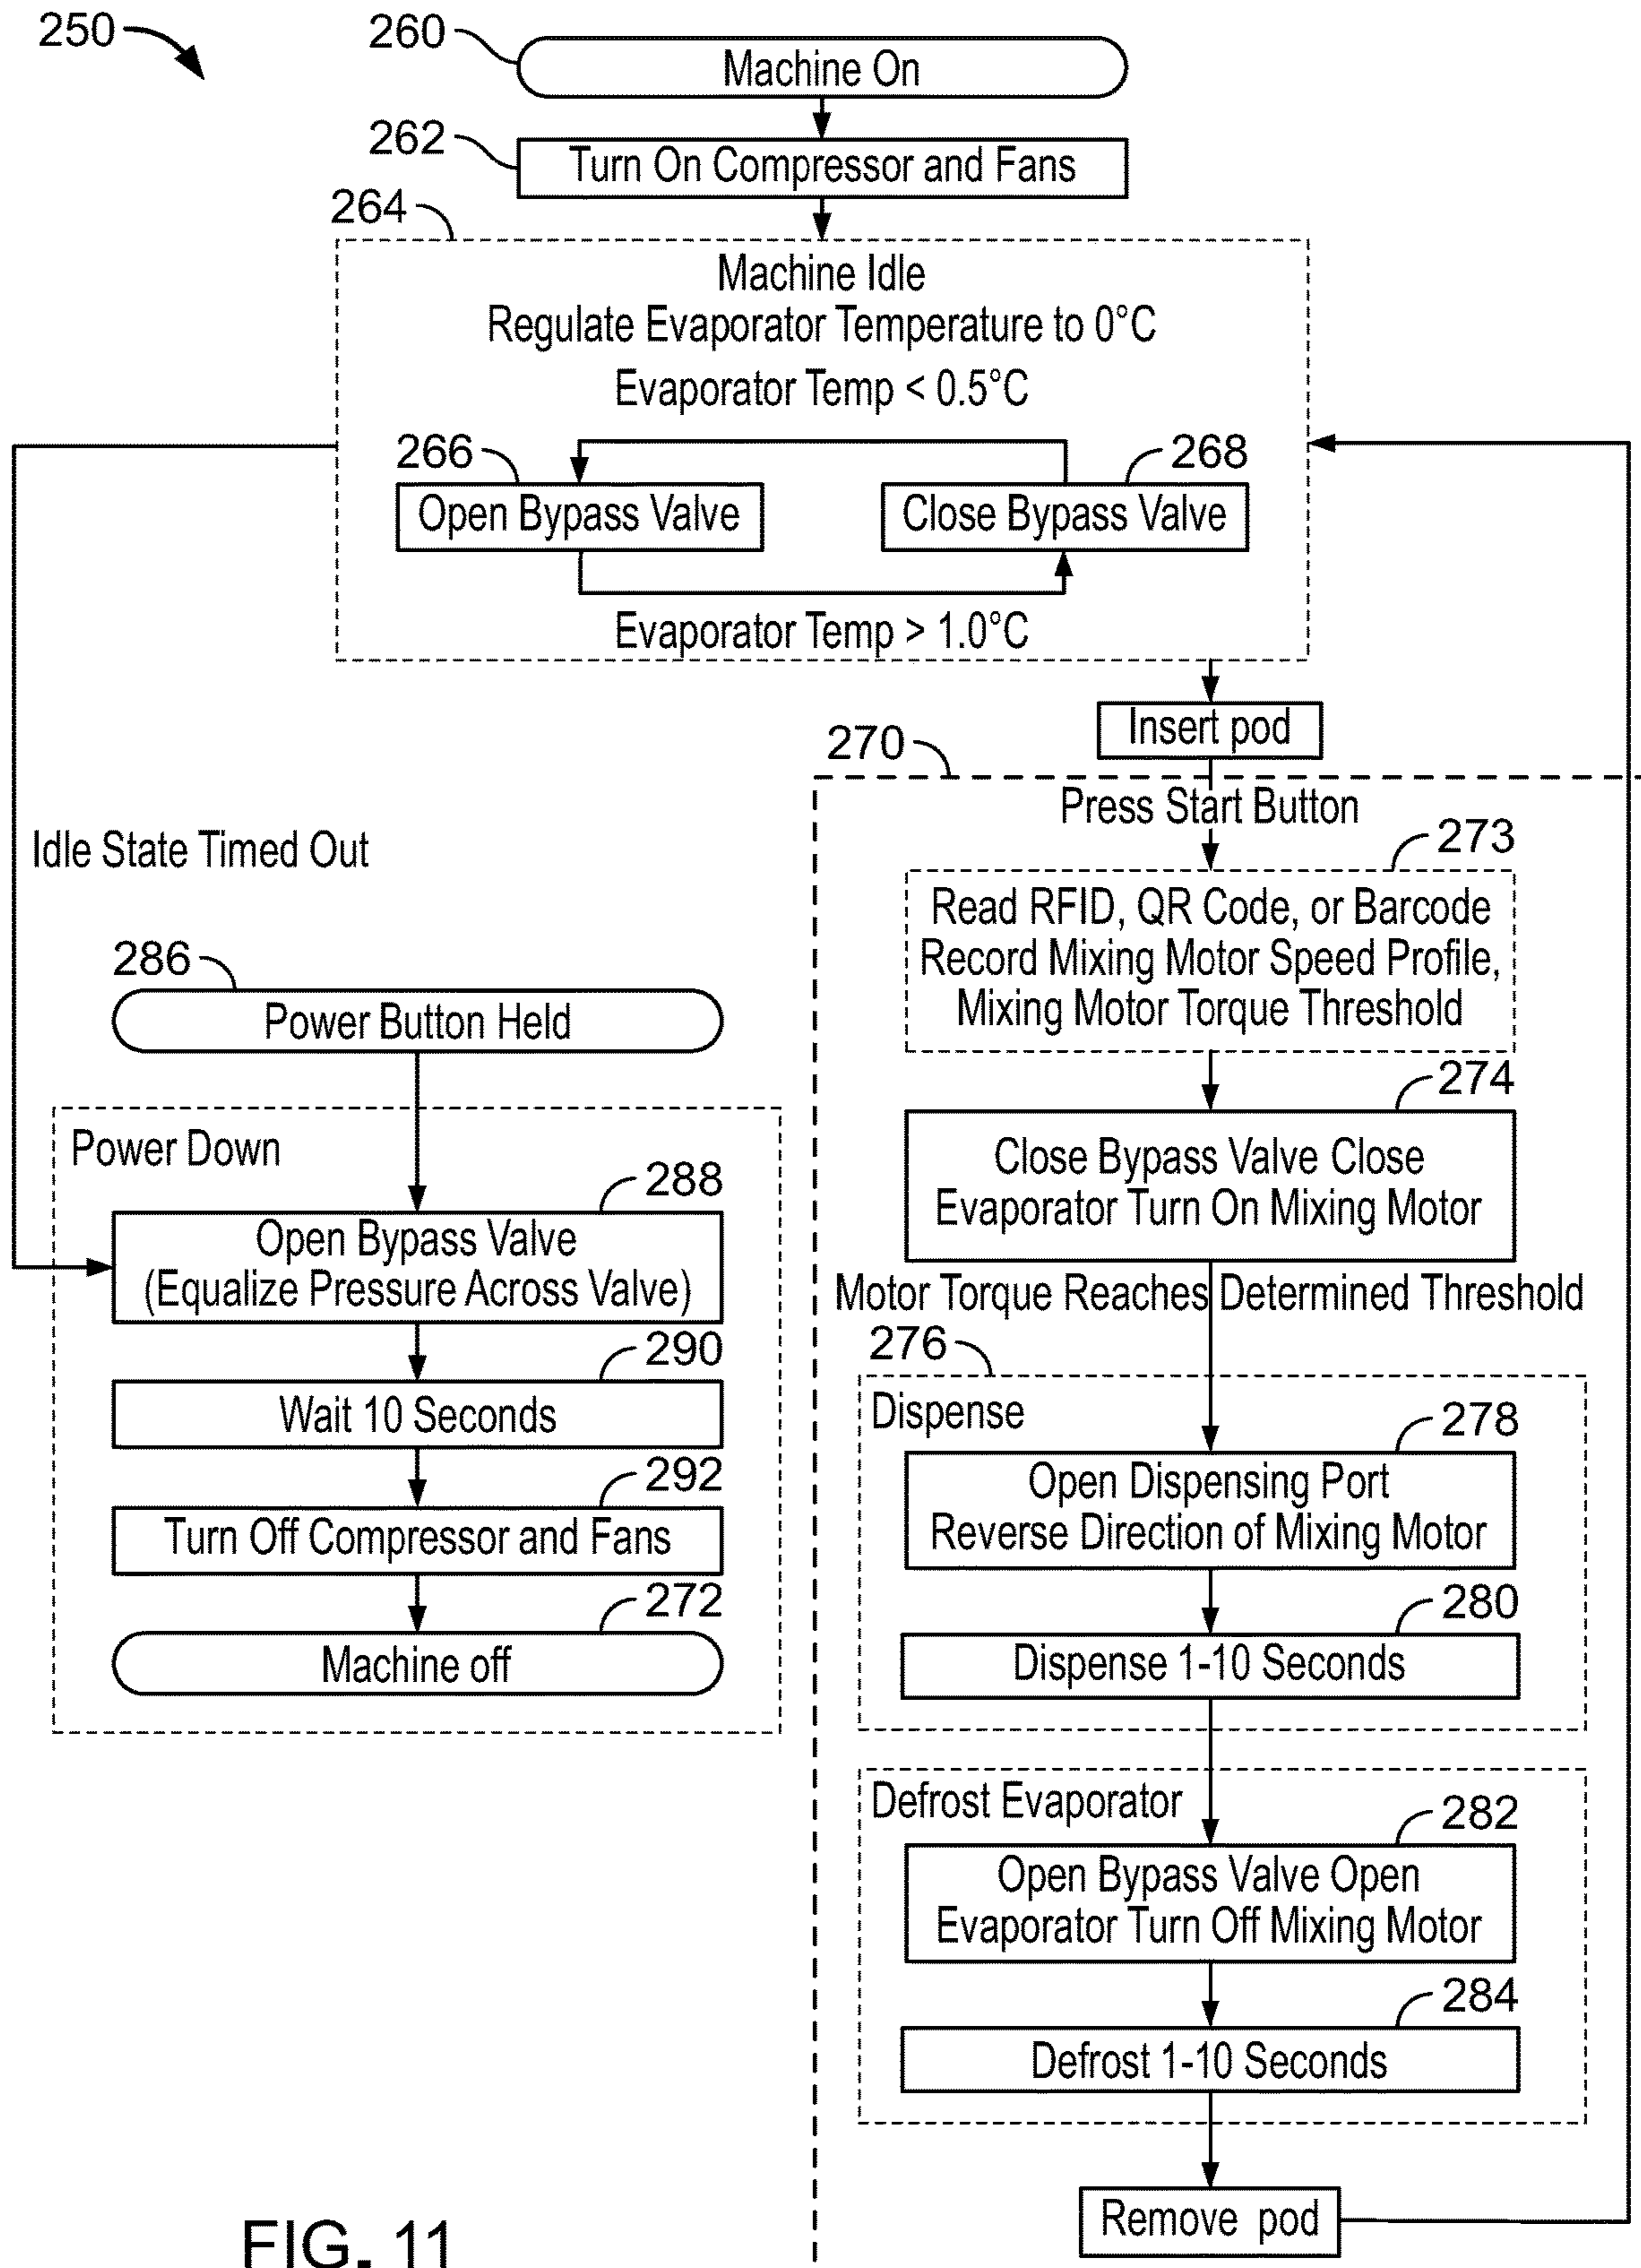 250
260
Machine On
262
Turn On Compressor and Fans
264
Machine Idle
Regulate Evaporator Temperature to 0°C
Evaporator Temp < 0.5°C
266
268
Open Bypass Valve
Close Bypass Valve
Evaporator Temp > 1.0°C
Insert pod
270
Press Start Button
273
Idle State Timed Out
Read RFID, QR Code, or Barcode
Record Mixing Motor Speed Profile,
Mixing Motor Torque Threshold
274
Close Bypass Valve Close
Evaporator Turn On Mixing Motor
Motor Torque Reaches Determined Threshold
276
Dispense
278
Open Dispensing Port
Reverse Direction of Mixing Motor
280
Dispense 1-10 Seconds
Defrost Evaporator
282
Open Bypass Valve Open
Evaporator Turn Off Mixing Motor
284
Defrost 1-10 Seconds
Remove pod
286
Power Button Held
Power Down
288
Open Bypass Valve
(Equalize Pressure Across Valve)
290
Wait 10 Seconds
292
Turn Off Compressor and Fans
272
Machine off
FIG. 11